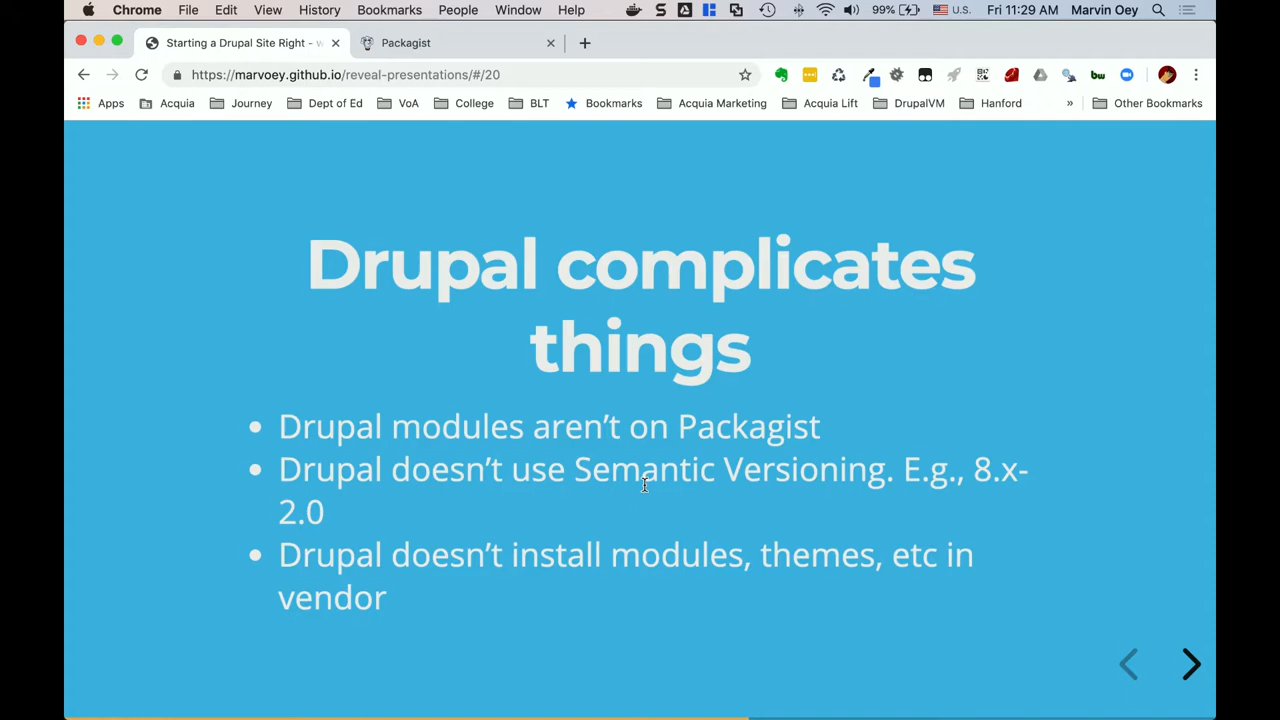 Chrome File Edit View History Bookmarks People Window Help 99% U.S. Fri 11:29 AM Marvin Oey
Starting a Drupal Site Right - Packagist
https://marvoey.github.io/reveal-presentations/#/20
Apps Acquia Journey Dept of Ed VoA College BLT Bookmarks Acquia Marketing Acquia Lift DrupalVM Hanford » Other Bookmarks
Drupal complicates
things
• Drupal modules aren’t on Packagist
• Drupal doesn’t use Semantic Versioning. E.g., 8.x-
2.0
• Drupal doesn’t install modules, themes, etc in
vendor